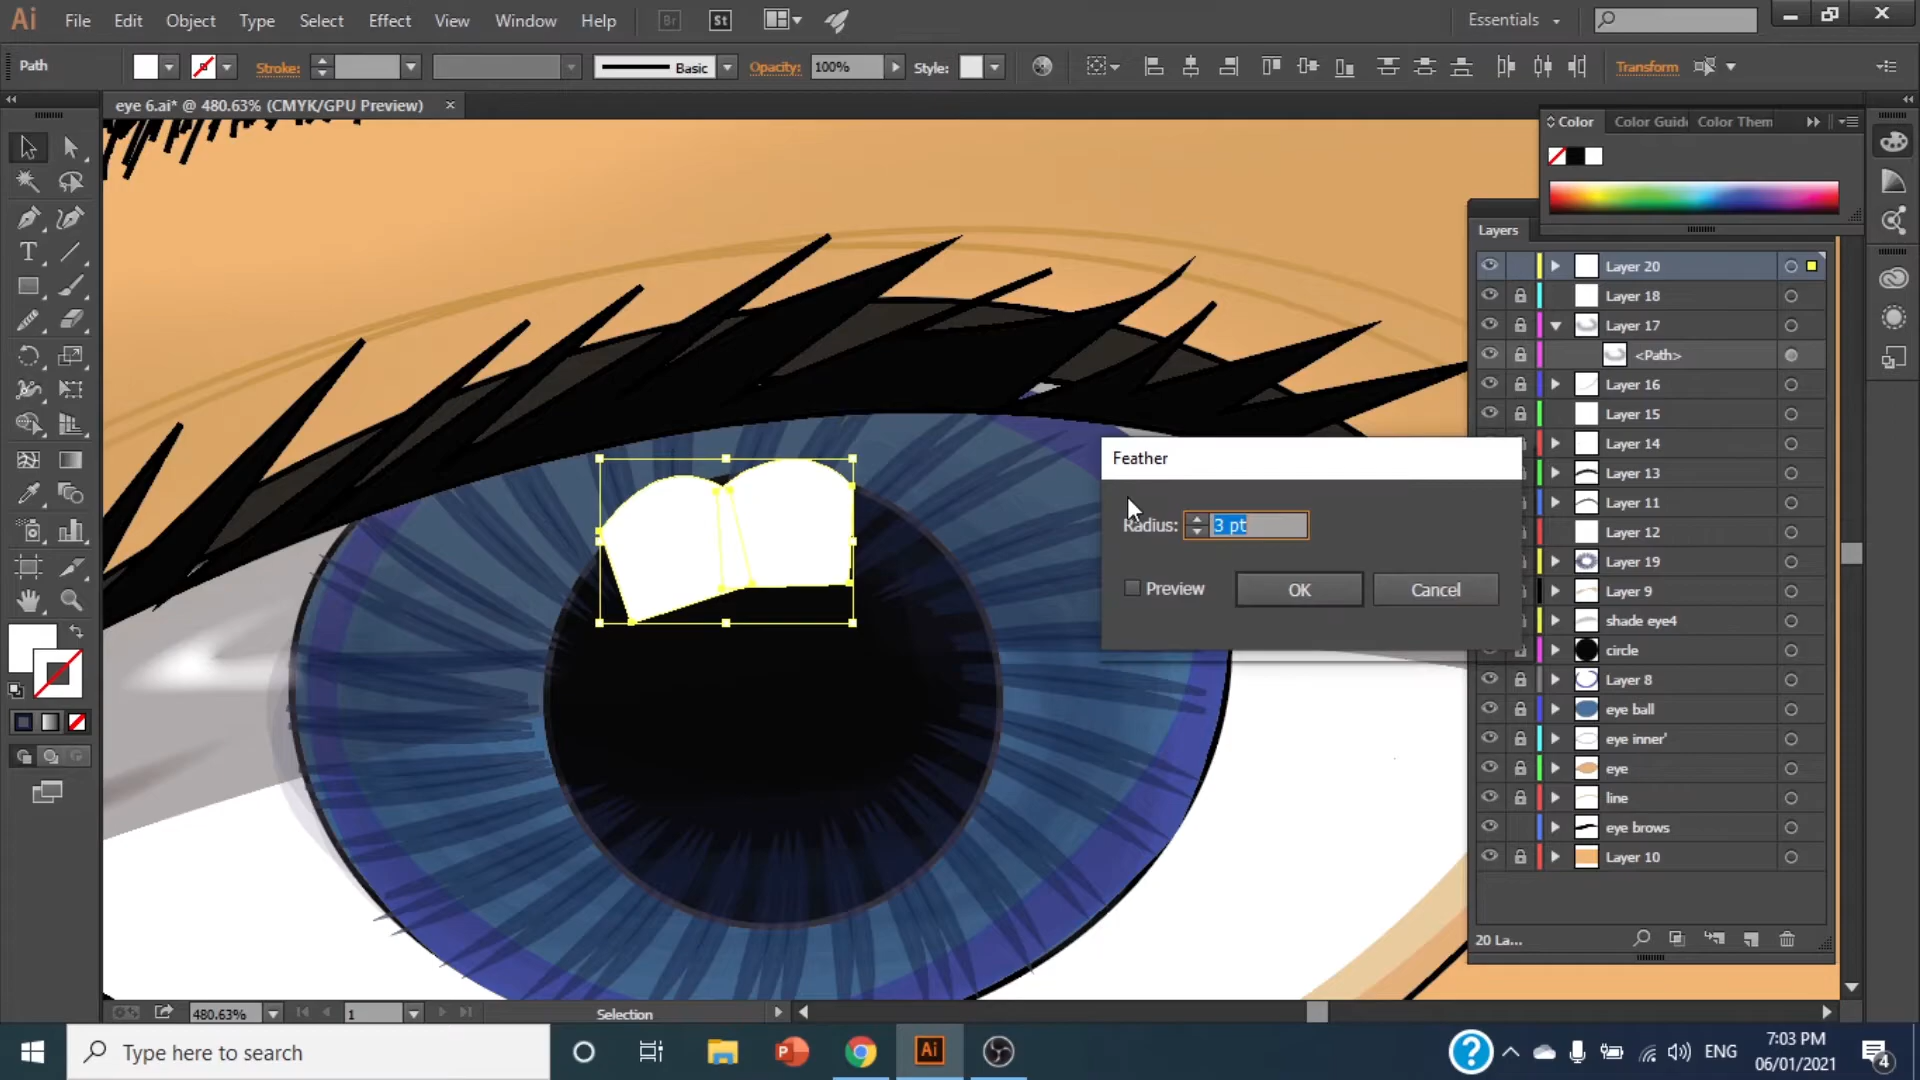 Ai File Edit Object Type Select Effect View Window Help Br St Essentials
Path Stroke: Basic Opacity: 100% Style: Transform
eye 6.ai* @ 480.63% (CMYK/GPU Preview)
Color Color Guid Color Them
Layers
Layer 20
Layer 18
Layer 17
<Path>
Layer 16
Layer 15
Layer 14
Layer 13
Layer 11
Layer 12
Layer 19
Layer 9
shade eye4
circle
Layer 8
eye ball
eye inner'
eye
line
eye brows
Layer 10
20 La...
Feather
Radius: 3 pt
Preview OK Cancel
480.63% 1 Selection
Type here to search
Ai
ENG
7:03 PM
06/01/2021
4